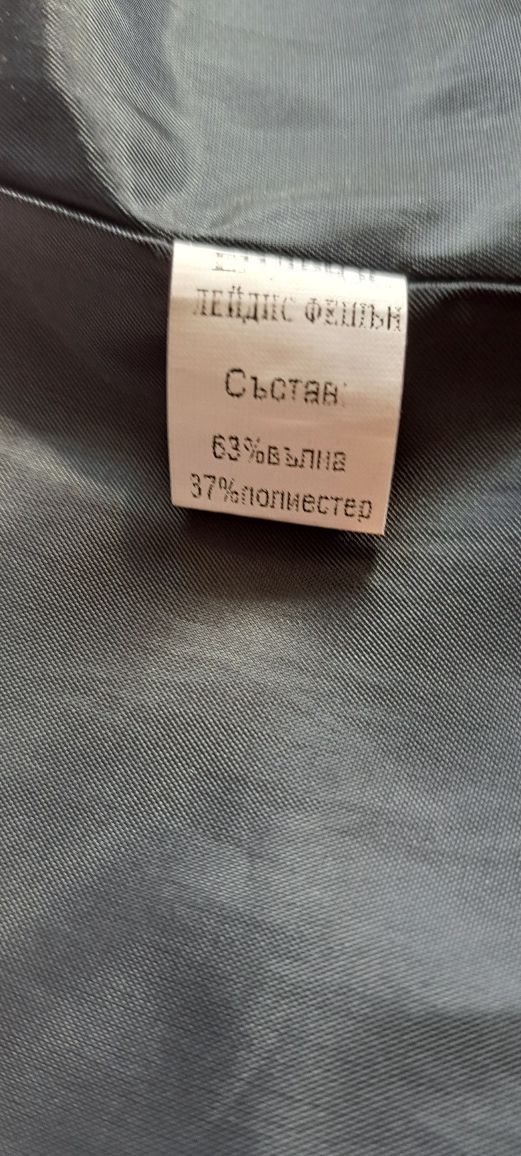 ЛЕЙДИС ФЕШЪН
Състав:
63%вълна
37%полиестер